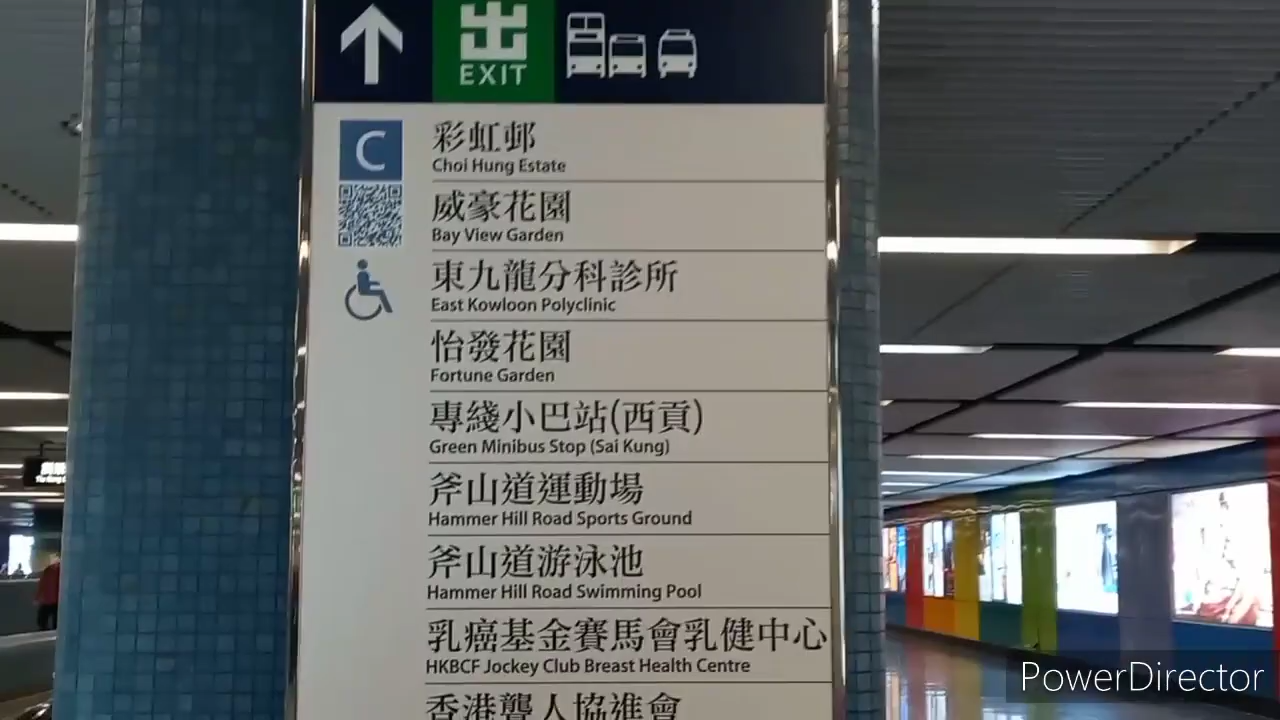 出
EXIT
C
彩虹邨
Choi Hung Estate
威豪花園
Bay View Garden
東九龍分科診所
East Kowloon Polyclinic
怡發花園
Fortune Garden
專綫小巴站(西貢)
Green Minibus Stop (Sai Kung)
斧山道運動場
Hammer Hill Road Sports Ground
斧山道游泳池
Hammer Hill Road Swimming Pool
乳癌基金賽馬會乳健中心
HKBCF Jockey Club Breast Health Centre
香港聾人協進會
PowerDirector